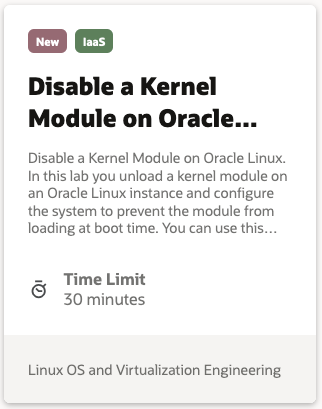 New IaaS
Disable a Kernel
Module on Oracle...
Disable a Kernel Module on Oracle Linux.
In this lab you unload a kernel module on
an Oracle Linux instance and configure
the system to prevent the module from
loading at boot time. You can use this...
Time Limit
30 minutes
Linux OS and Virtualization Engineering